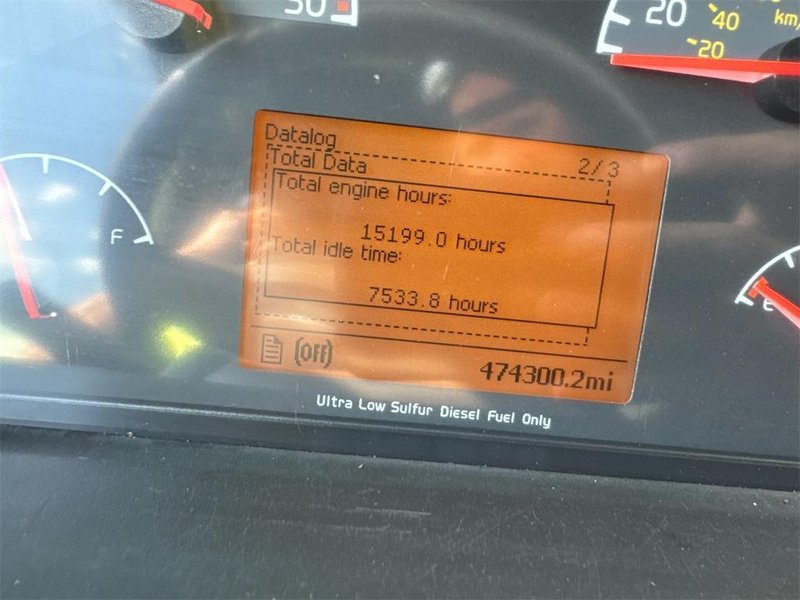 50
20
40
km/
20
Datalog
Total Data 2/3
Total engine hours:
15199.0 hours
Total idle time:
7533.8 hours
F
E
(Off)
474300.2mi
Ultra Low Sulfur Diesel Fuel Only